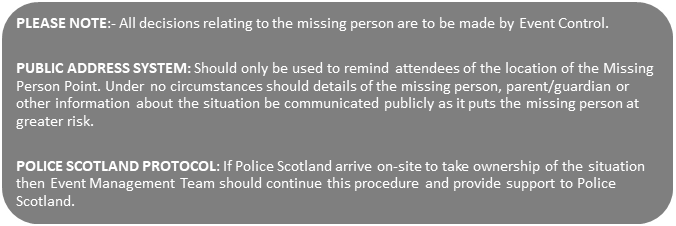 PLEASE NOTE:- All decisions relating to the missing person are to be made by Event Control.
PUBLIC ADDRESS SYSTEM: Should only be used to remind attendees of the location of the Missing
Person Point. Under no circumstances should details of the missing person, parent/guardian or
other information about the situation be communicated publicly as it puts the missing person at
greater risk.
POLICE SCOTLAND PROTOCOL: If Police Scotland arrive on-site to take ownership of the situation
then Event Management Team should continue this procedure and provide support to Police
Scotland.